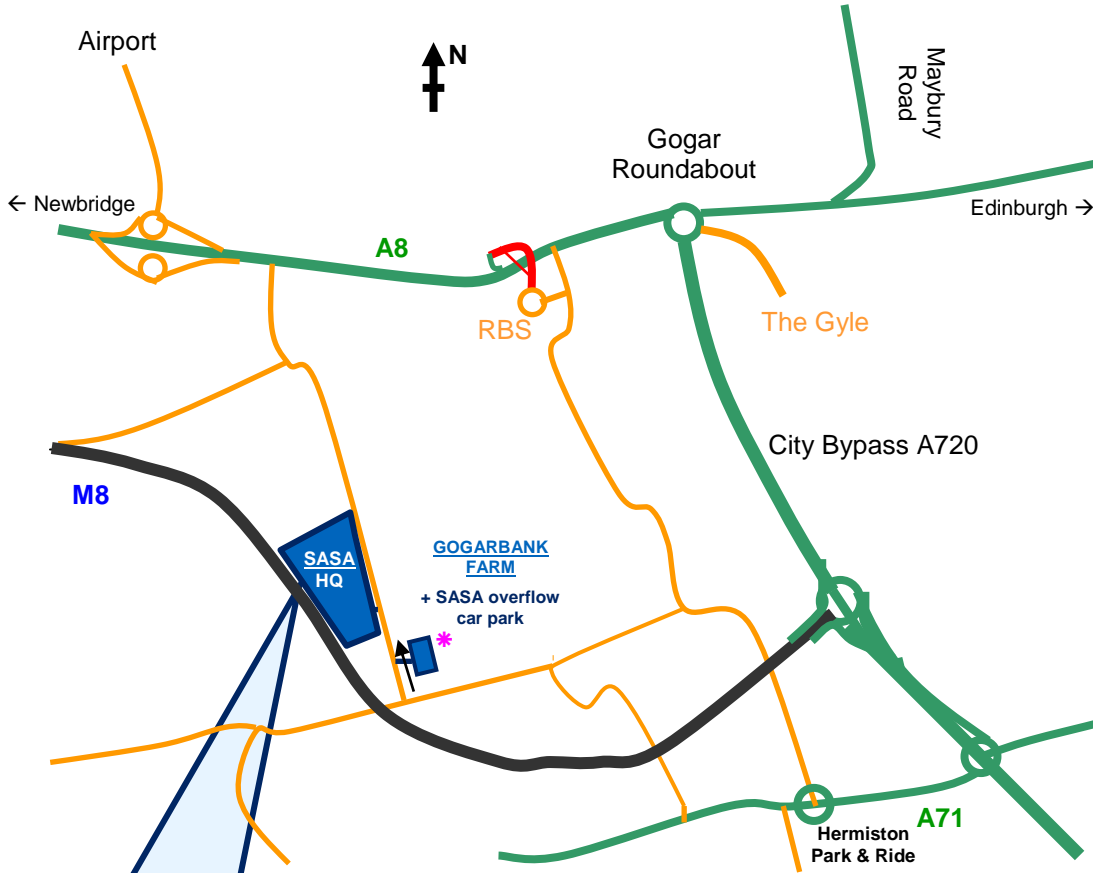 Airport
N
Maybury
Road
Gogar
Roundabout
← Newbridge
Edinburgh →
A8
RBS
The Gyle
City Bypass A720
M8
SASA
HQ
GOGARBANK
FARM
+ SASA overflow
car park
*
A71
Hermiston
Park & Ride